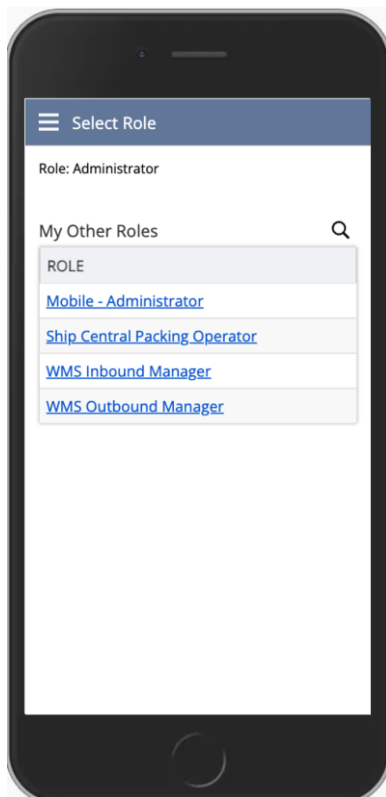 Select Role
Role: Administrator
My Other Roles
ROLE
Mobile - Administrator
Ship Central Packing Operator
WMS Inbound Manager
WMS Outbound Manager